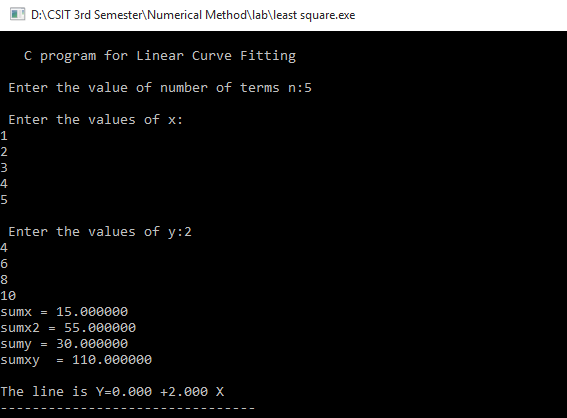 D:\CSIT 3rd Semester\Numerical Method\lab\least square.exe
C program for Linear Curve Fitting
Enter the value of number of terms n:5
Enter the values of x:
1
2
3
4
5
Enter the values of y:2
4
6
8
10
sumx = 15.000000
sumx2 = 55.000000
sumy = 30.000000
sumxy  = 110.000000
The line is Y=0.000 +2.000 X
--------------------------------